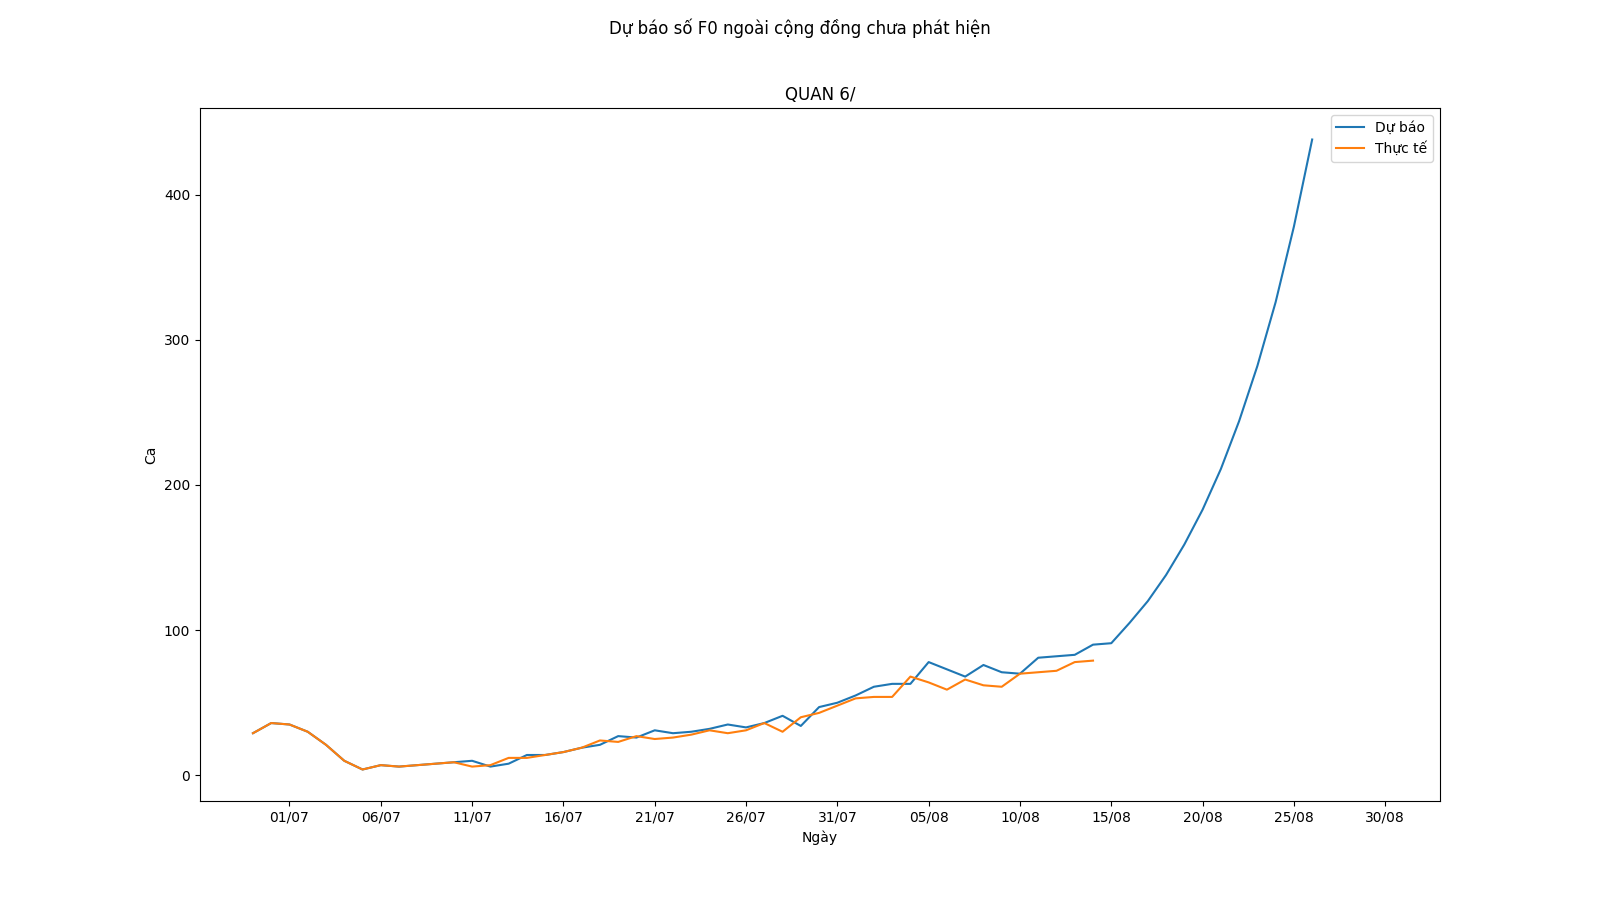 Dự báo số F0 ngoài cộng đồng chưa phát hiện
QUAN 6/
Dự báo
Thực tế
400
300
200
100
0
Ca
01/07 06/07 11/07 16/07 21/07 26/07 31/07 05/08 10/08 15/08 20/08 25/08 30/08
Ngày